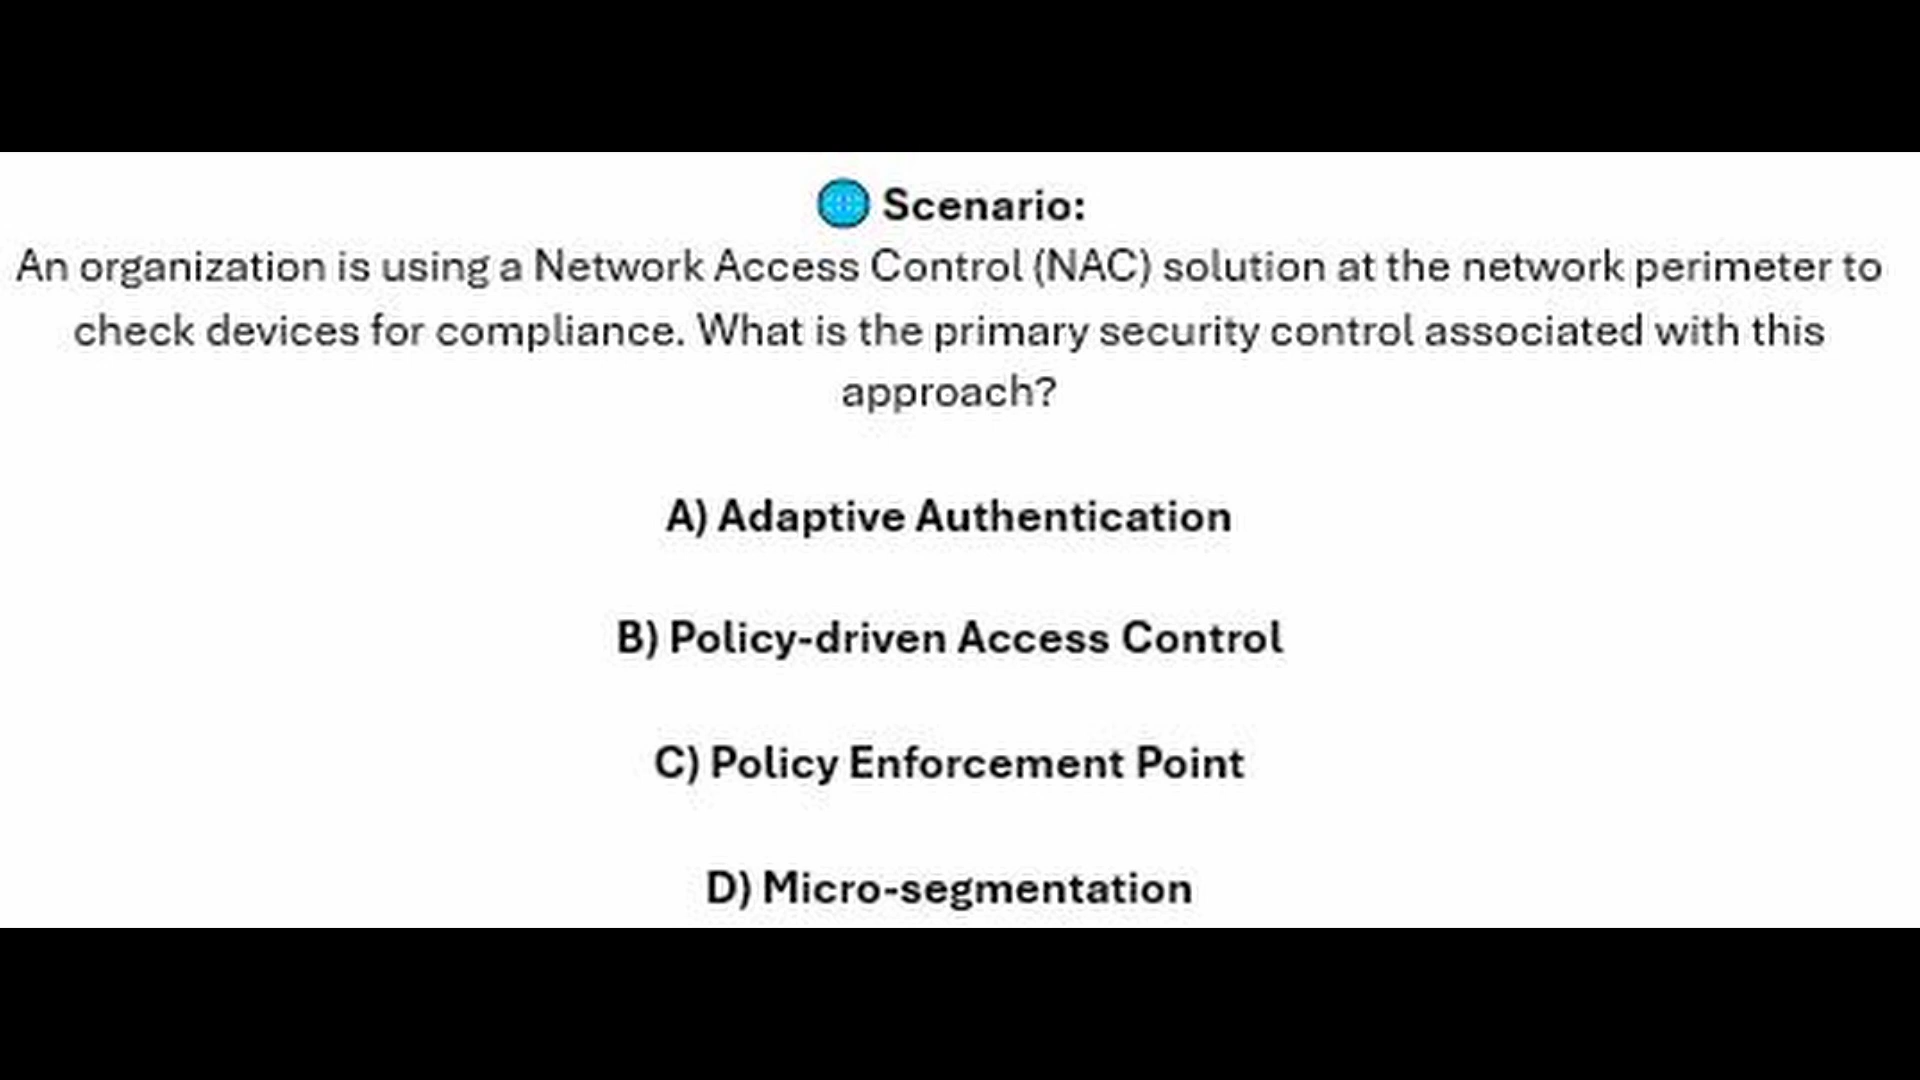 Scenario:
An organization is using a Network Access Control (NAC) solution at the network perimeter to
check devices for compliance. What is the primary security control associated with this
approach?
A) Adaptive Authentication
B) Policy-driven Access Control
C) Policy Enforcement Point
D) Micro-segmentation